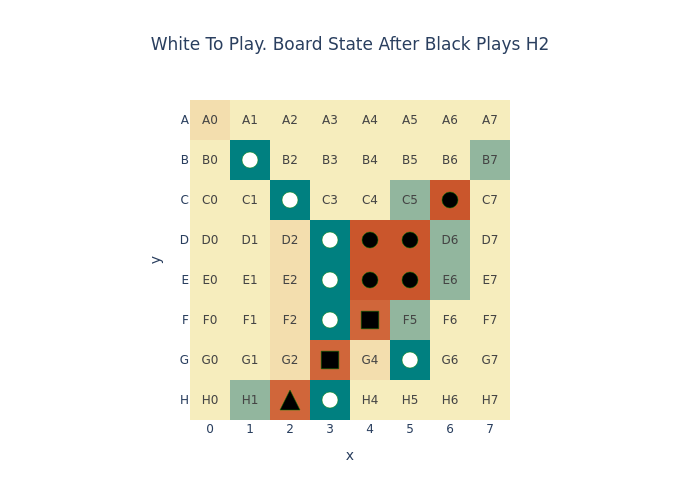 White To Play. Board State After Black Plays H2
A A0 A1 A2 A3 A4 A5 A6 A7
B B0 B2 B3 B4 B5 B6 B7
C C0 C1 C3 C4 C5 C7
D D0 D1 D2 D6 D7
E E0 E1 E2 E6 E7
F F0 F1 F2 F5 F6 F7
G G0 G1 G2 G4 G6 G7
H H0 H1 H4 H5 H6 H7
0 1 2 3 4 5 6 7
y
x